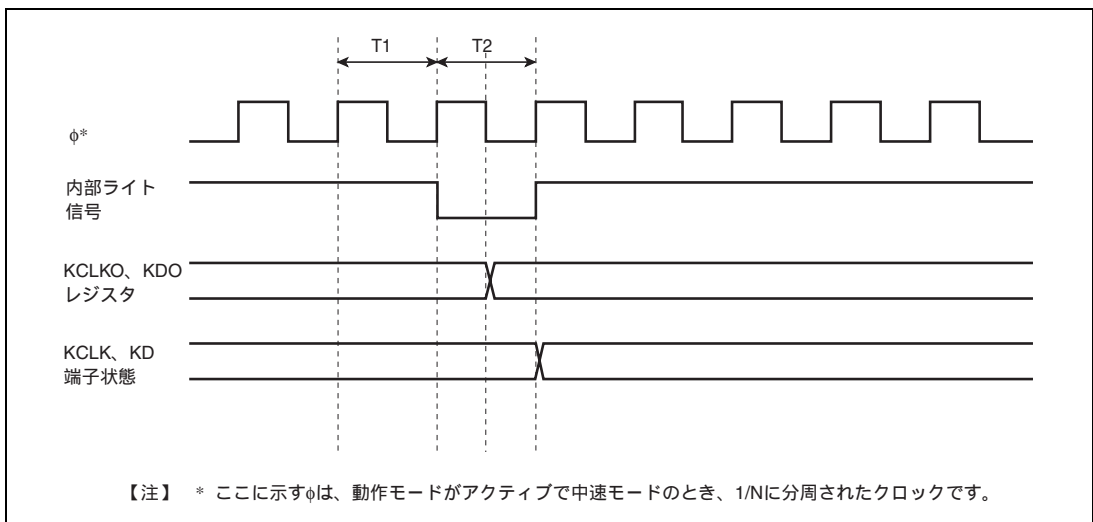 T1
T2
φ*
内部ライト
信号
KCLKO、KDO
レジスタ
KCLK、KD
端子状態
【注】 * ここに示すφは、動作モードがアクティブで中速モードのとき、1/Nに分周されたクロックです。